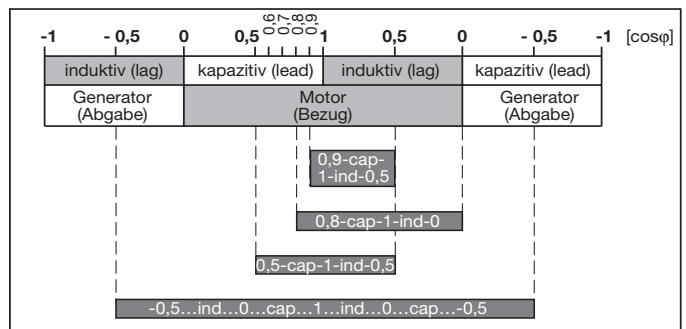 0,6 0,7 0,8 0,9
-1 - 0,5 0 0,5 1 0,5 0 - 0,5 -1 [cosφ]
induktiv (lag) kapazitiv (lead) induktiv (lag) kapazitiv (lead)
Generator Motor Generator
(Abgabe) (Bezug) (Abgabe)
0,9-cap-
1-ind-0,5
0,8-cap-1-ind-0
0,5-cap-1-ind-0,5
-0,5...ind...0...cap...1...ind...0...cap...-0,5